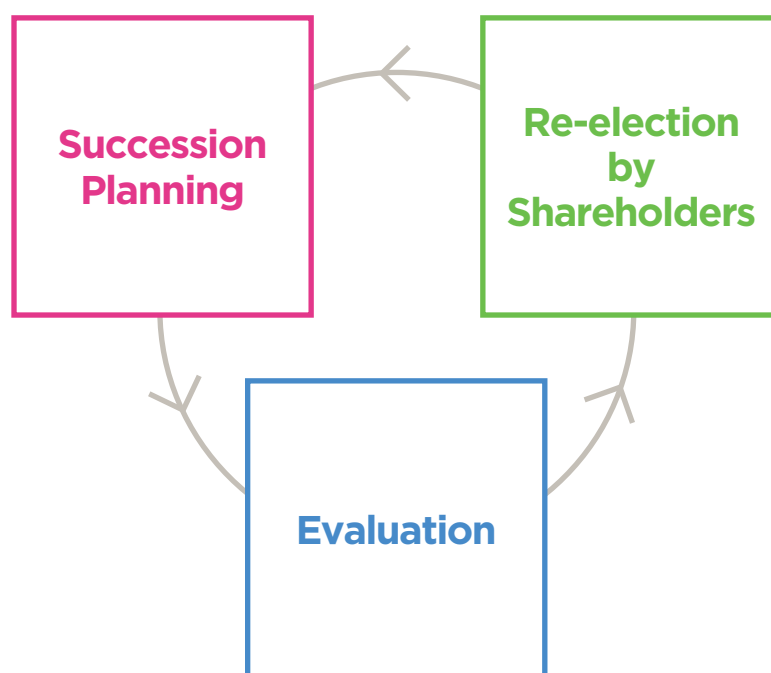 Succession
Planning
Re-election
by
Shareholders
Evaluation